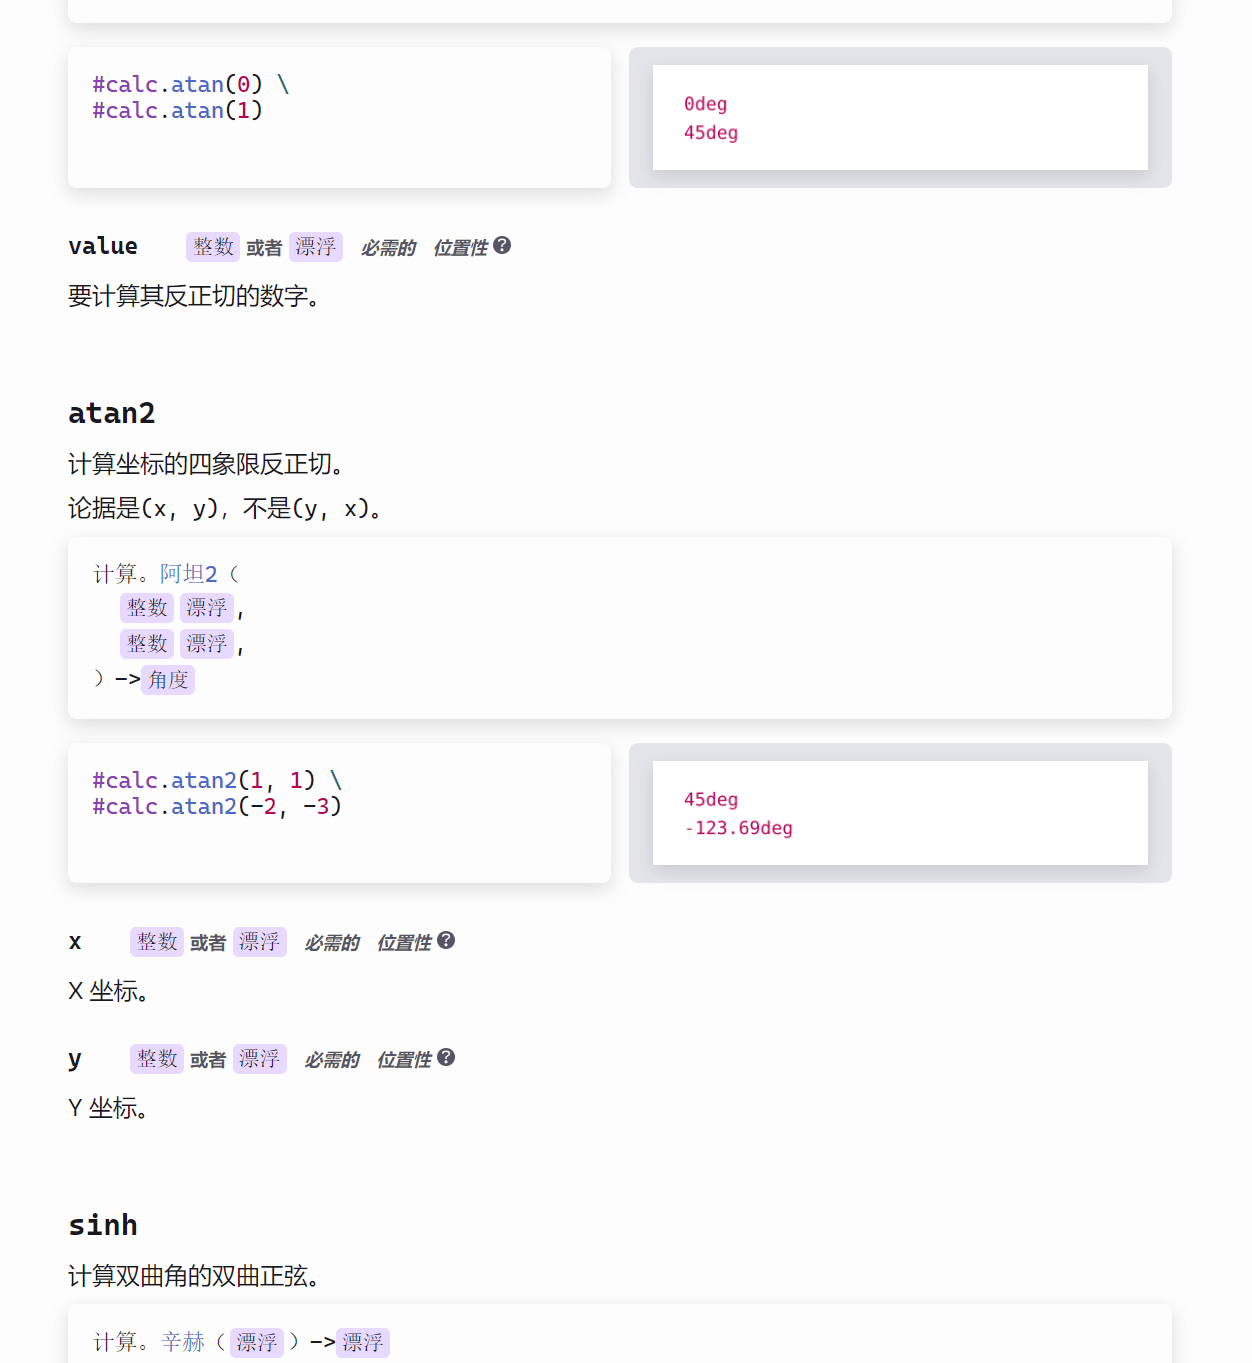 #calc.atan(0) \
#calc.atan(1)
0deg
45deg
value 整数 或者 漂浮 必需的 位置性 ?
要计算其反正切的数字。
atan2
计算坐标的四象限反正切。
论据是(x, y)，不是(y, x)。
计算。阿坦2（
整数 漂浮,
整数 漂浮,
）->角度
#calc.atan2(1, 1) \
#calc.atan2(-2, -3)
45deg
-123.69deg
x 整数 或者 漂浮 必需的 位置性 ?
X 坐标。
y 整数 或者 漂浮 必需的 位置性 ?
Y 坐标。
sinh
计算双曲角的双曲正弦。
计算。辛赫（漂浮）->漂浮